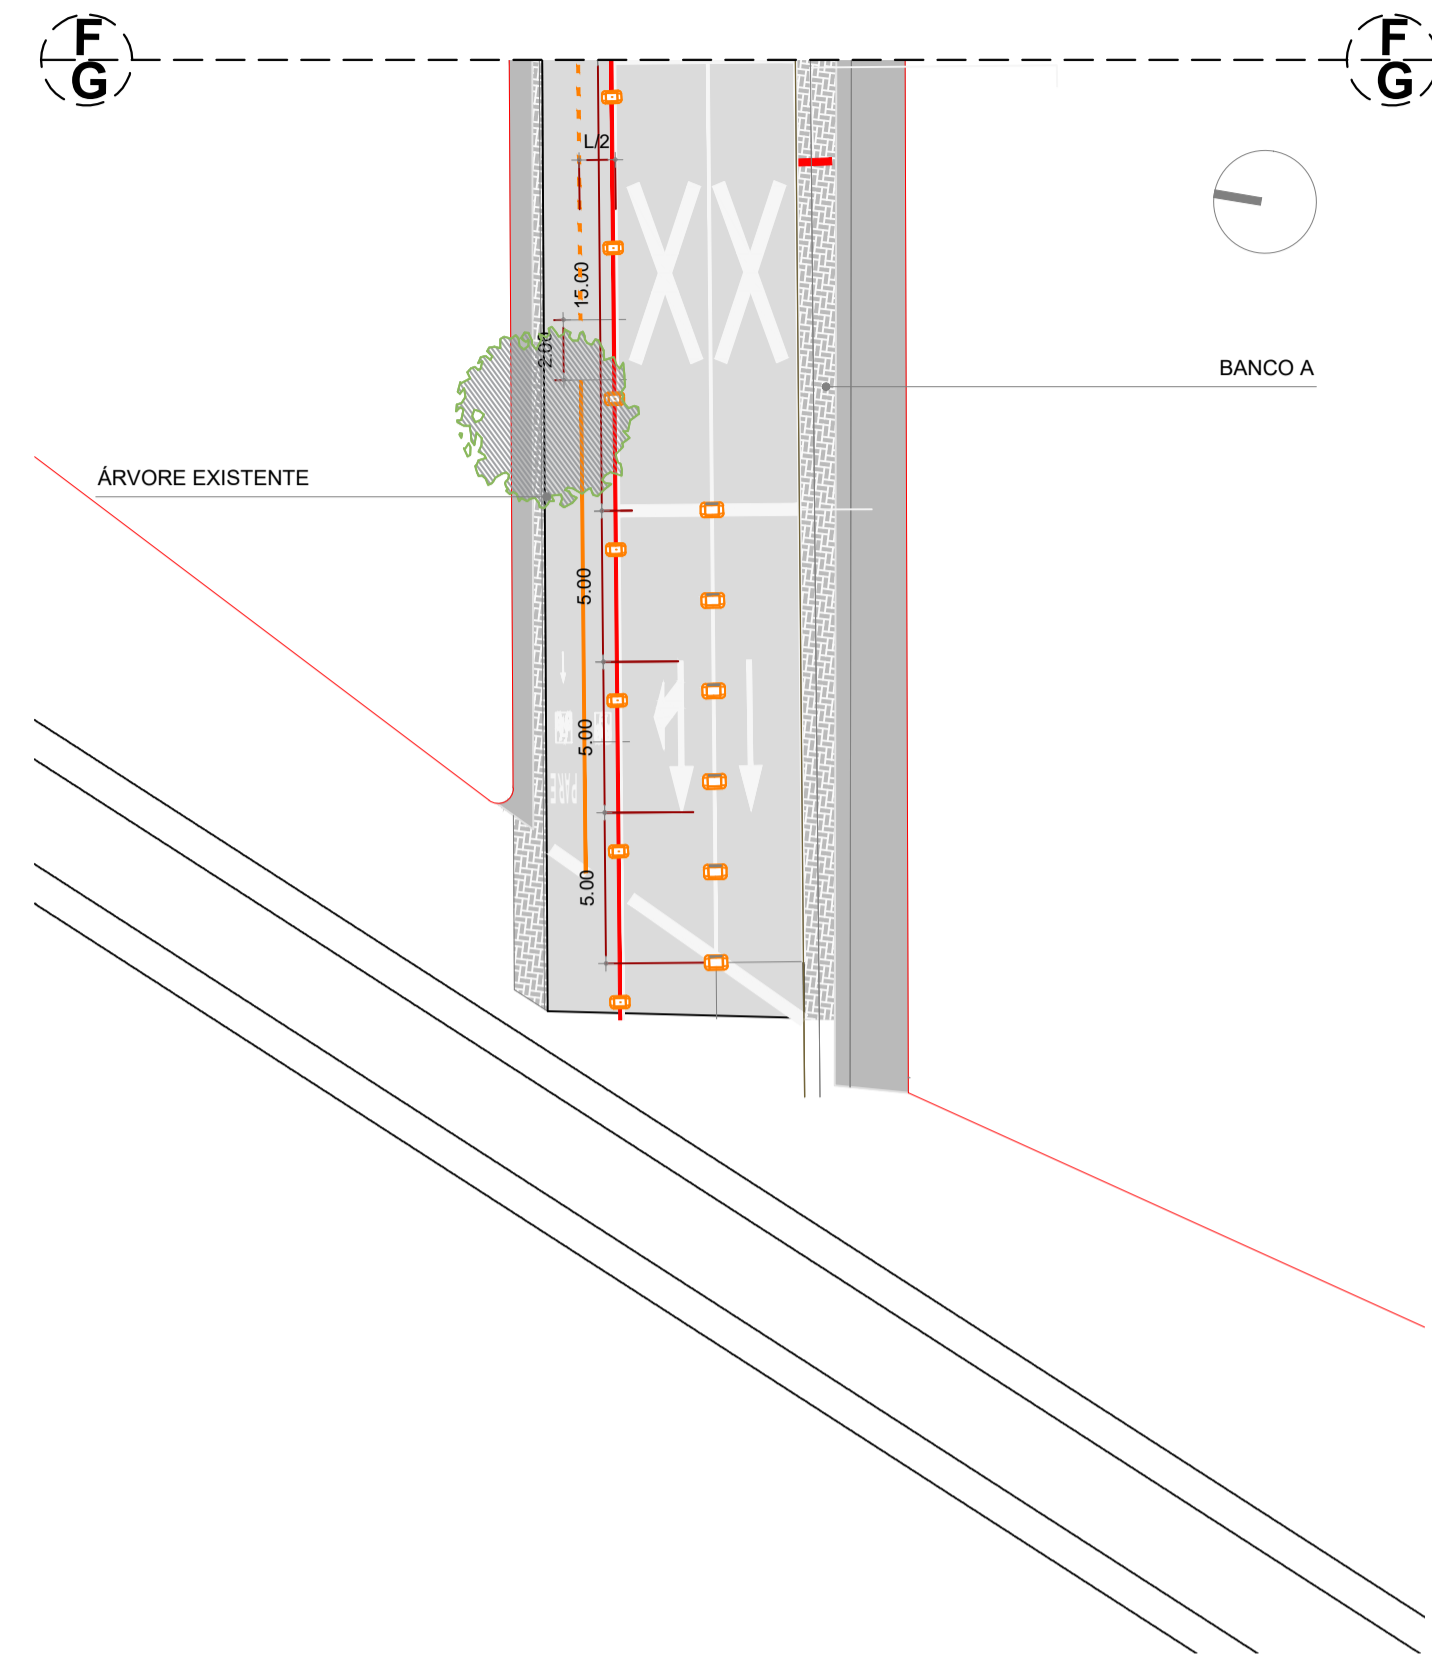 F
F
G
G
L/2
15.00
2.00
BANCO A
ÁRVORE EXISTENTE
5.00
5.00
PARE
5.00